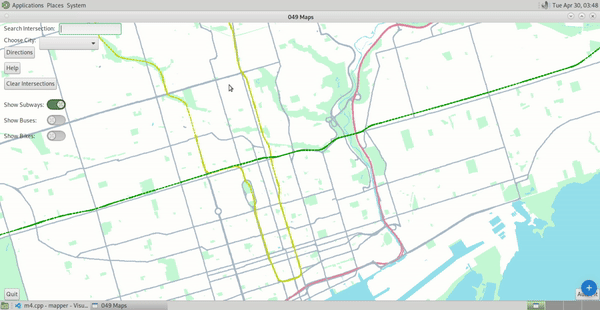 Applications Places System
Tue Apr 30, 03:48
049 Maps
Search Intersection:
Choose City:
Directions
Help
Clear Intersections
Show Subways:
Show Buses:
Show Bikes:
Quit
+
m4.cpp - mapper - Visu...
049 Maps